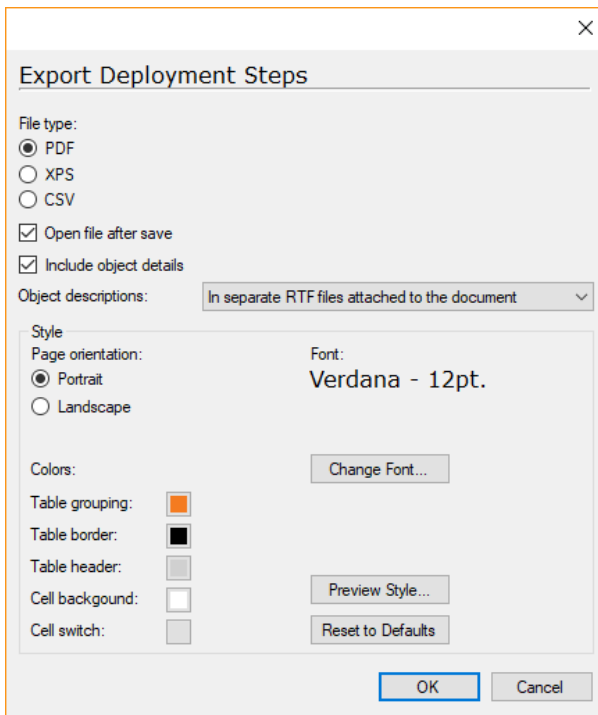 Export Deployment Steps
File type:
PDF
XPS
CSV
Open file after save
Include object details
Object descriptions: In separate RTF files attached to the document
Style
Page orientation: Font:
Portrait Verdana - 12pt.
Landscape
Colors: Change Font...
Table grouping:
Table border:
Table header:
Cell backgound: Preview Style...
Cell switch: Reset to Defaults
OK Cancel